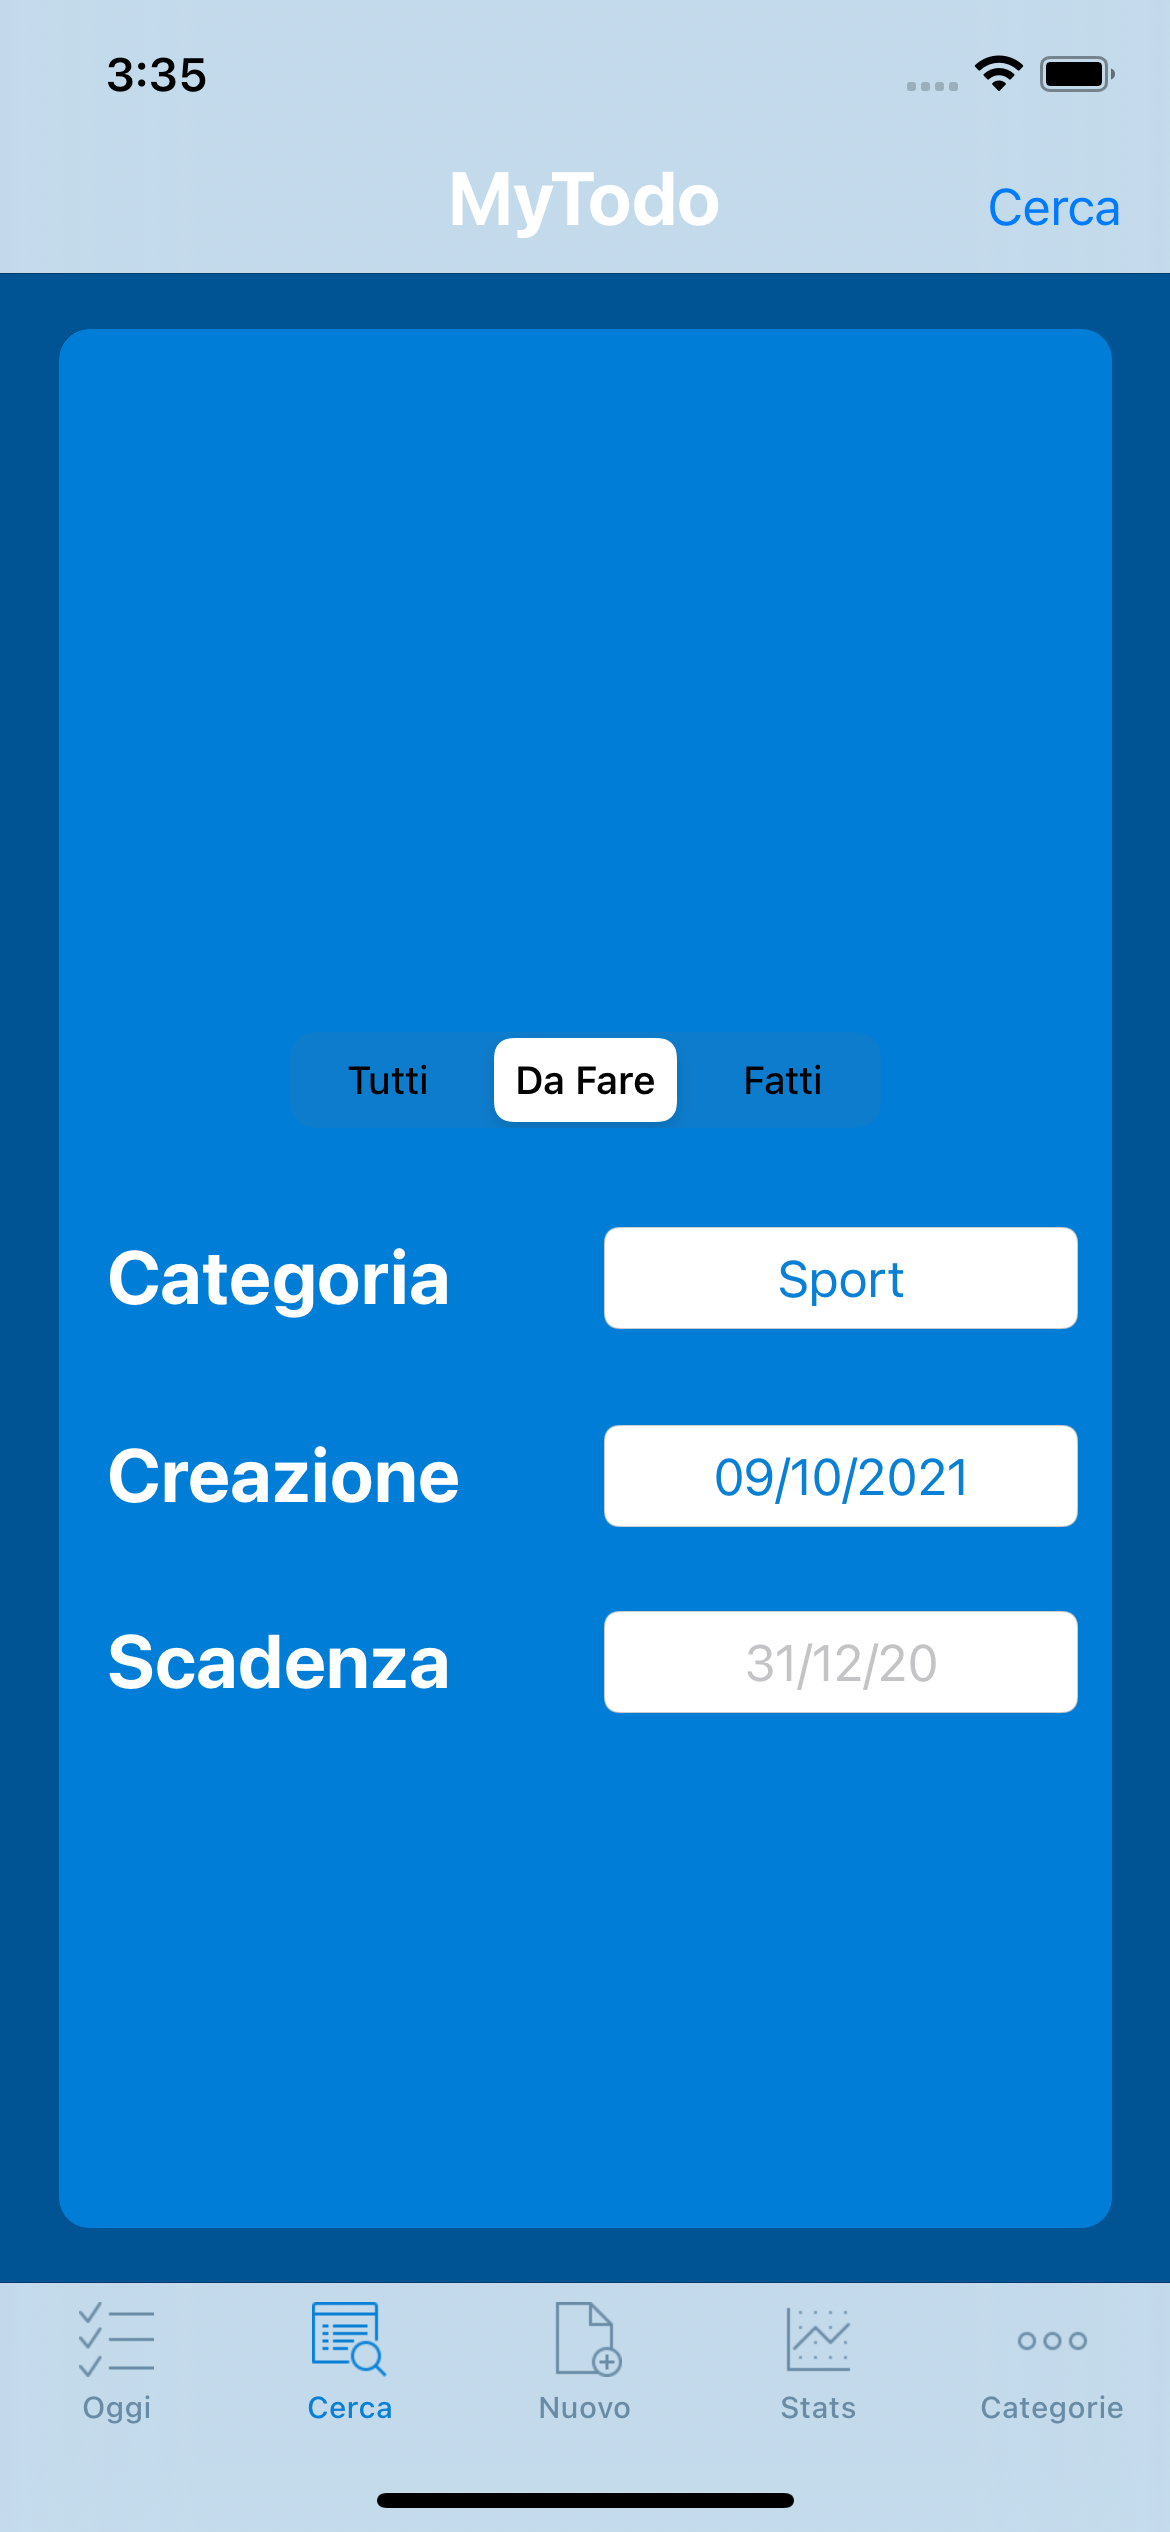 3:35
MyTodo
Cerca
Tutti Da Fare Fatti
Categoria Sport
Creazione 09/10/2021
Scadenza 31/12/20
Oggi Cerca Nuovo Stats Categorie